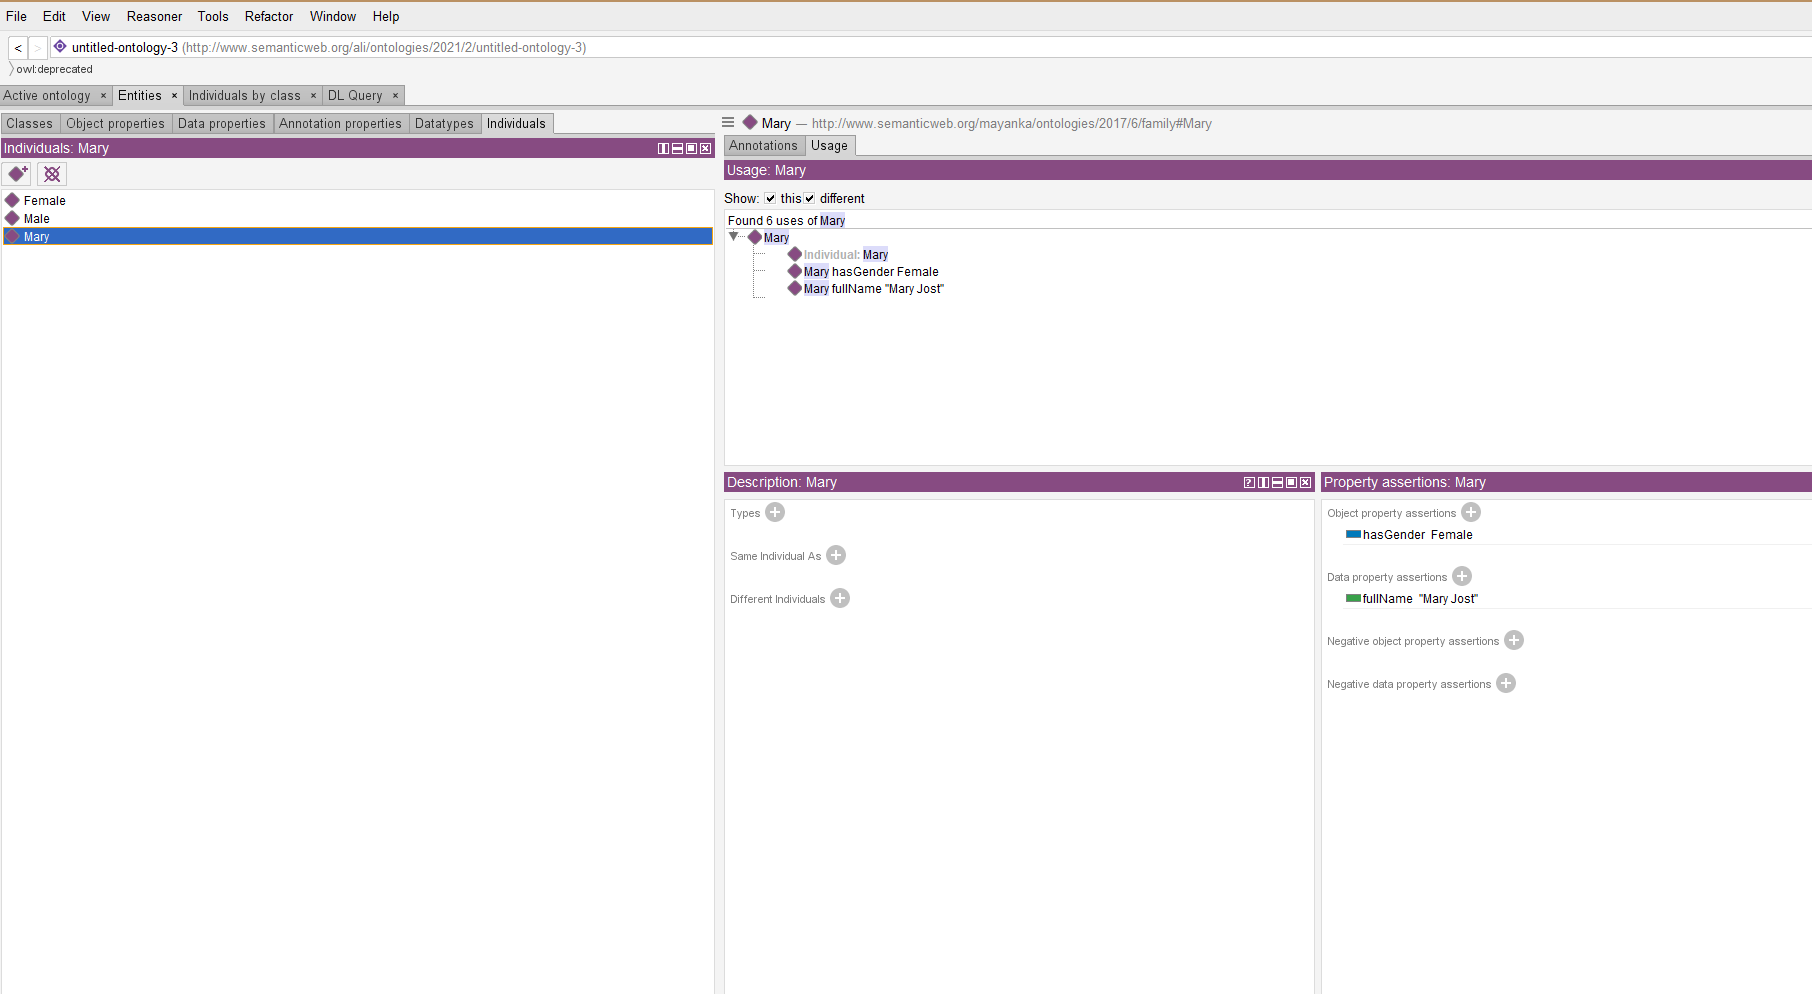 File Edit View Reasoner Tools Refactor Window Help
< > untitled-ontology-3 (http://www.semanticweb.org/ali/ontologies/2021/2/untitled-ontology-3)
owl:deprecated
Active ontology × Entities × Individuals by class × DL Query ×
Classes Object properties Data properties Annotation properties Datatypes Individuals
Individuals: Mary
Female
Male
Mary
Mary — http://www.semanticweb.org/mayanka/ontologies/2017/6/family#Mary
Annotations Usage
Usage: Mary
Show: this different
Found 6 uses of Mary
Mary
Individual: Mary
Mary hasGender Female
Mary fullName "Mary Jost"
Description: Mary
Types
Same Individual As
Different Individuals
Property assertions: Mary
Object property assertions
hasGender Female
Data property assertions
fullName "Mary Jost"
Negative object property assertions
Negative data property assertions